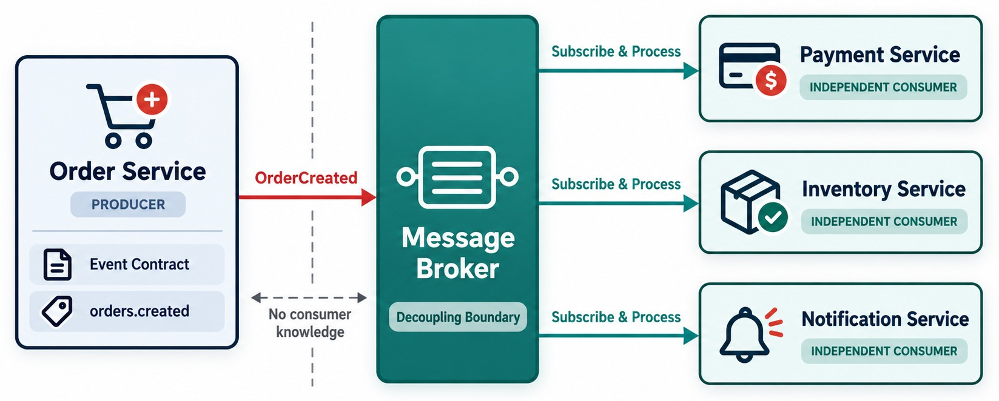 Order Service
PRODUCER
Event Contract
orders.created
OrderCreated
No consumer
knowledge
Message
Broker
Decoupling Boundary
Subscribe & Process
Payment Service
INDEPENDENT CONSUMER
Subscribe & Process
Inventory Service
INDEPENDENT CONSUMER
Subscribe & Process
Notification Service
INDEPENDENT CONSUMER